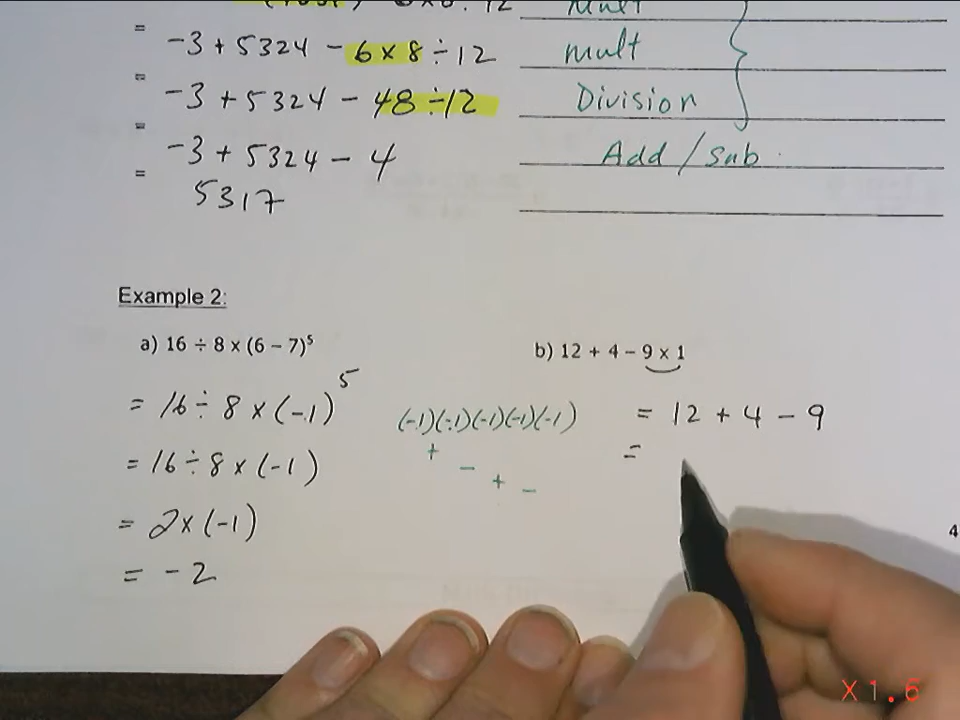 = -3 + 5324 - 6 × 8 ÷ 12 mult
= -3 + 5324 - 48 ÷ 12 Division
= -3 + 5324 - 4 Add / sub
= 5317
Example 2:
a) 16 ÷ 8 × (6 – 7)⁵
b) 12 + 4 – 9 × 1
= 16 ÷ 8 × (-1)⁵
(-1)(-1)(-1)(-1)(-1)
= 12 + 4 - 9
+ - + -
=
= 16 ÷ 8 × (-1)
= 2 × (-1)
= -2
4
X1.6